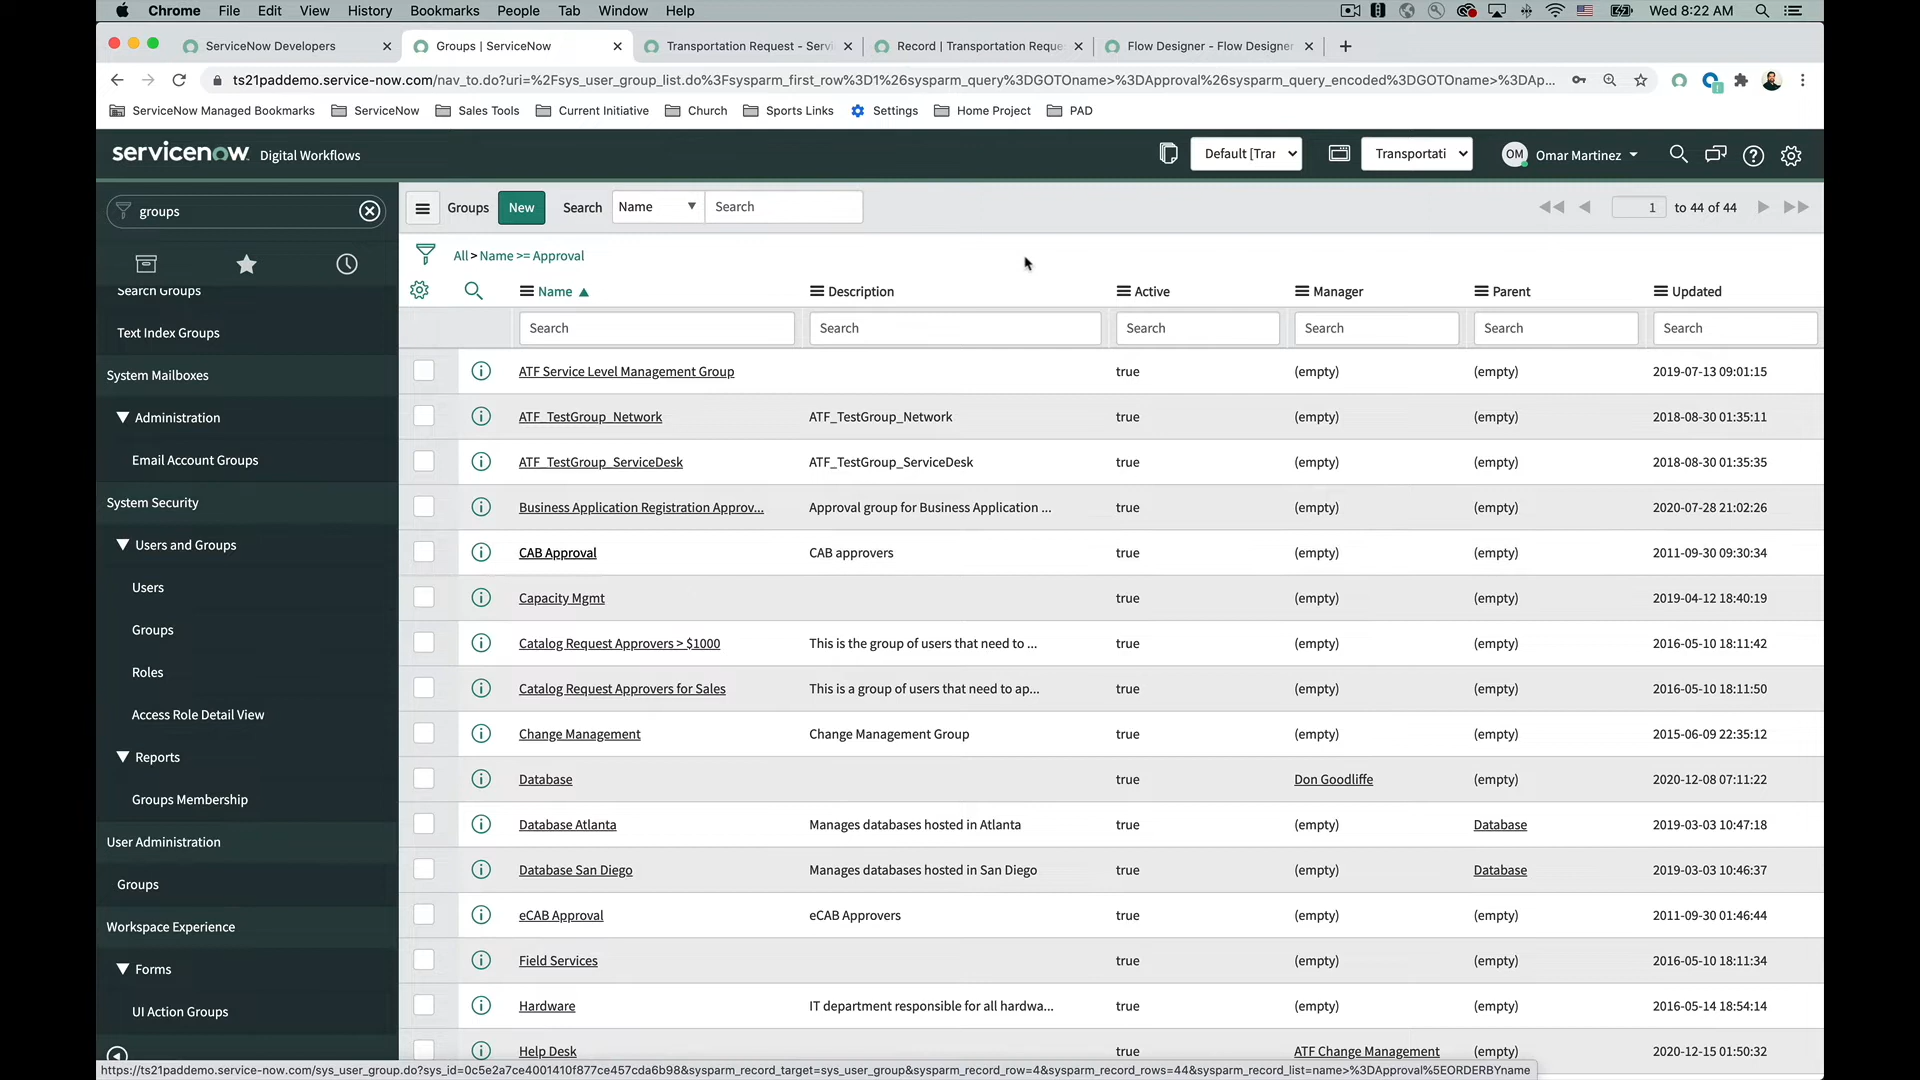 Chrome File Edit View History Bookmarks People Tab Window Help Wed 8:22 AM
ServiceNow Developers Groups | ServiceNow Transportation Request - Servi Record | Transportation Reque Flow Designer - Flow Designer
ts21paddemo.service-now.com/nav_to.do?uri=%2Fsys_user_group_list.do%3Fsysparm_first_row%3D1%26sysparm_query%3DGOTOname>%3DApproval%26sysparm_query_encoded%3DGOTOname>%3DAp...
ServiceNow Managed Bookmarks ServiceNow Sales Tools Current Initiative Church Sports Links Settings Home Project PAD
servicenow Digital Workflows Default [Trar Transportati OM Omar Martinez
groups
Groups New Search Name Search 1 to 44 of 44
All > Name >= Approval
Name Description Active Manager Parent Updated
Search Search Search Search Search Search
Search Groups
Text Index Groups
System Mailboxes
Administration
Email Account Groups
System Security
Users and Groups
Users
Groups
Roles
Access Role Detail View
Reports
Groups Membership
User Administration
Groups
Workspace Experience
Forms
UI Action Groups
ATF Service Level Management Group true (empty) (empty) 2019-07-13 09:01:15
ATF_TestGroup_Network ATF_TestGroup_Network true (empty) (empty) 2018-08-30 01:35:11
ATF_TestGroup_ServiceDesk ATF_TestGroup_ServiceDesk true (empty) (empty) 2018-08-30 01:35:35
Business Application Registration Approv... Approval group for Business Application ... true (empty) (empty) 2020-07-28 21:02:26
CAB Approval CAB approvers true (empty) (empty) 2011-09-30 09:30:34
Capacity Mgmt true (empty) (empty) 2019-04-12 18:40:19
Catalog Request Approvers > $1000 This is the group of users that need to ... true (empty) (empty) 2016-05-10 18:11:42
Catalog Request Approvers for Sales This is a group of users that need to ap... true (empty) (empty) 2016-05-10 18:11:50
Change Management Change Management Group true (empty) (empty) 2015-06-09 22:35:12
Database true Don Goodliffe (empty) 2020-12-08 07:11:22
Database Atlanta Manages databases hosted in Atlanta true (empty) Database 2019-03-03 10:47:18
Database San Diego Manages databases hosted in San Diego true (empty) Database 2019-03-03 10:46:37
eCAB Approval eCAB Approvers true (empty) (empty) 2011-09-30 01:46:44
Field Services true (empty) (empty) 2016-05-10 18:11:34
Hardware IT department responsible for all hardwa... true (empty) (empty) 2016-05-14 18:54:14
Help Desk true ATF Change Management (empty) 2020-12-15 01:50:32
https://ts21paddemo.service-now.com/sys_user_group.do?sys_id=0c5e2a7ce4001410f877ce457cda6b98&sysparm_record_target=sys_user_group&sysparm_record_row=4&sysparm_record_rows=44&sysparm_record_list=name>%3DApproval%5EORDERBYname